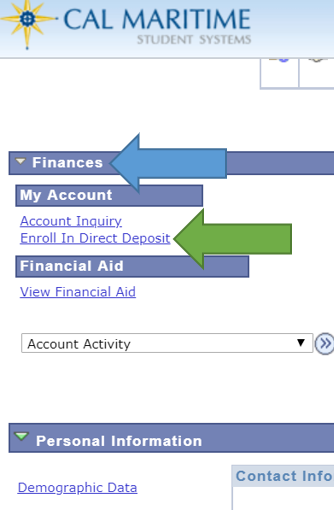 CAL MARITIME
STUDENT SYSTEMS
Finances
My Account
Account Inquiry
Enroll In Direct Deposit
Financial Aid
View Financial Aid
Account Activity
Personal Information
Contact Info
Demographic Data